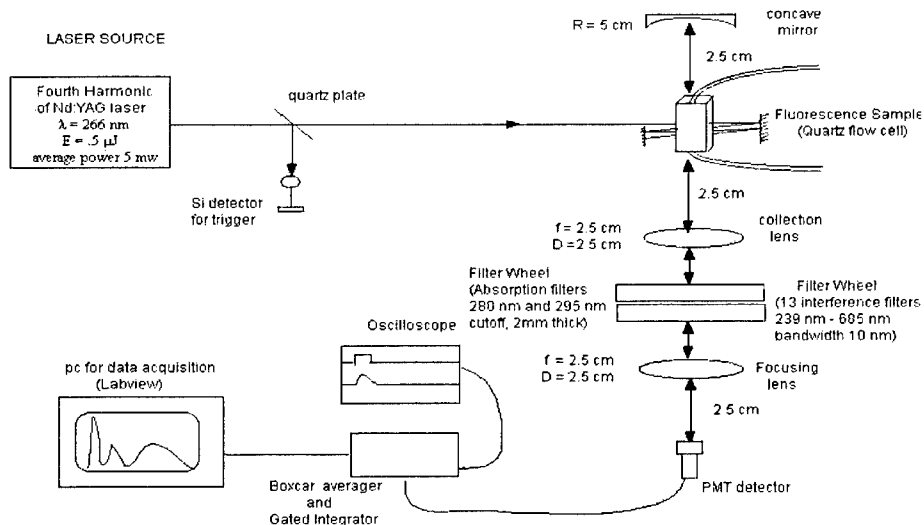 LASER SOURCE
Fourth Harmonic
of Nd:YAG laser
λ = 266 nm
E = .5 μJ
average power 5 mw
quartz plate
Si detector
for trigger
R = 5 cm
concave
mirror
2.5 cm
Fluorescence Sample
(Quartz flow cell)
2.5 cm
f = 2.5 cm
D = 2.5 cm
collection
lens
Filter Wheel
(Absorption filters
280 nm and 295 nm
cutoff, 2mm thick)
Filter Wheel
(13 interference filters
239 nm - 685 nm
bandwidth 10 nm)
Oscilloscope
f = 2.5 cm
D = 2.5 cm
Focusing
lens
2.5 cm
pc for data acquisition
(Labview)
Boxcar averager
and
Gated Integrator
PMT detector